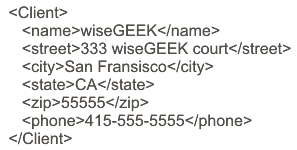 <Client>
<name>wiseGEEK</name>
<street>333 wiseGEEK court</street>
<city>San Fransisco</city>
<state>CA</state>
<zip>55555</zip>
<phone>415-555-5555</phone>
</Client>